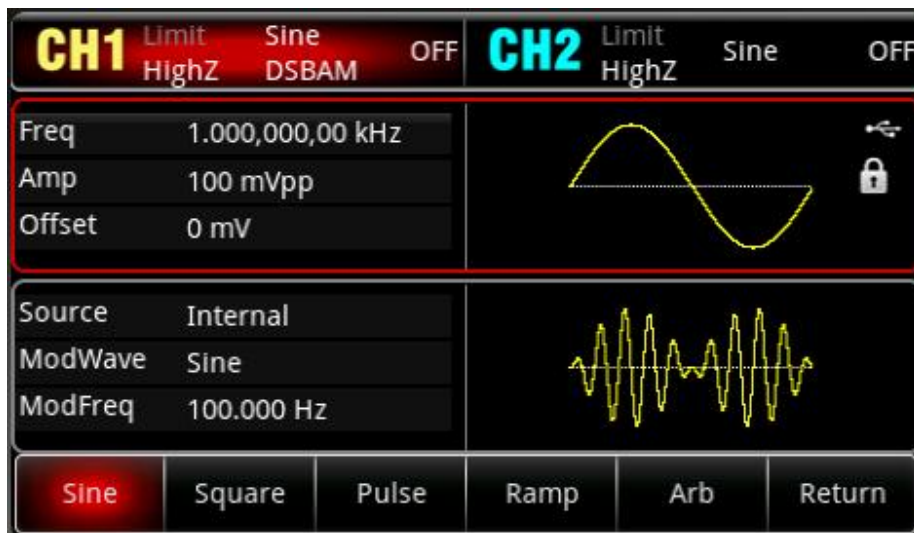 CH1 Limit Sine OFF CH2 Limit Sine OFF
HighZ DSBAM HighZ
Freq 1.000,000,00 kHz
Amp 100 mVpp
Offset 0 mV
Source Internal
ModWave Sine
ModFreq 100.000 Hz
Sine Square Pulse Ramp Arb Return